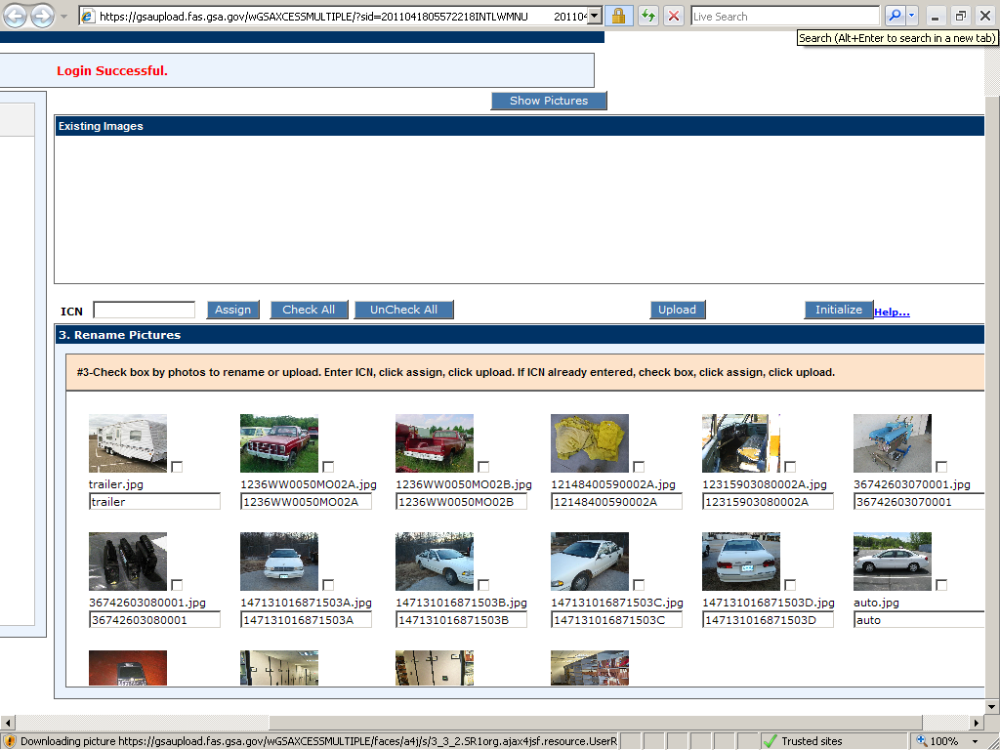 https://gsaupload.fas.gsa.gov/wGSAXCESSMULTIPLE/?sid=2011041805572218INTLWMNU 20110
Live Search
Search (Alt+Enter to search in a new tab)
Login Successful.
Show Pictures
Existing Images
ICN Assign Check All UnCheck All Upload Initialize Help...
3. Rename Pictures
#3-Check box by photos to rename or upload. Enter ICN, click assign, click upload. If ICN already entered, check box, click assign, click upload.
trailer.jpg 1236WW0050MO02A.jpg 1236WW0050MO02B.jpg 12148400590002A.jpg 12315903080002A.jpg 36742603070001.jpg
trailer 1236WW0050MO02A 1236WW0050MO02B 12148400590002A 12315903080002A 36742603070001
36742603080001.jpg 147131016871503A.jpg 147131016871503B.jpg 147131016871503C.jpg 147131016871503D.jpg auto.jpg
36742603080001 147131016871503A 147131016871503B 147131016871503C 147131016871503D auto
Downloading picture https://gsaupload.fas.gsa.gov/wGSAXCESSMULTIPLE/faces/a4j/s/3_3_2.SR1org.ajax4jsf.resource.UserR Trusted sites 100%